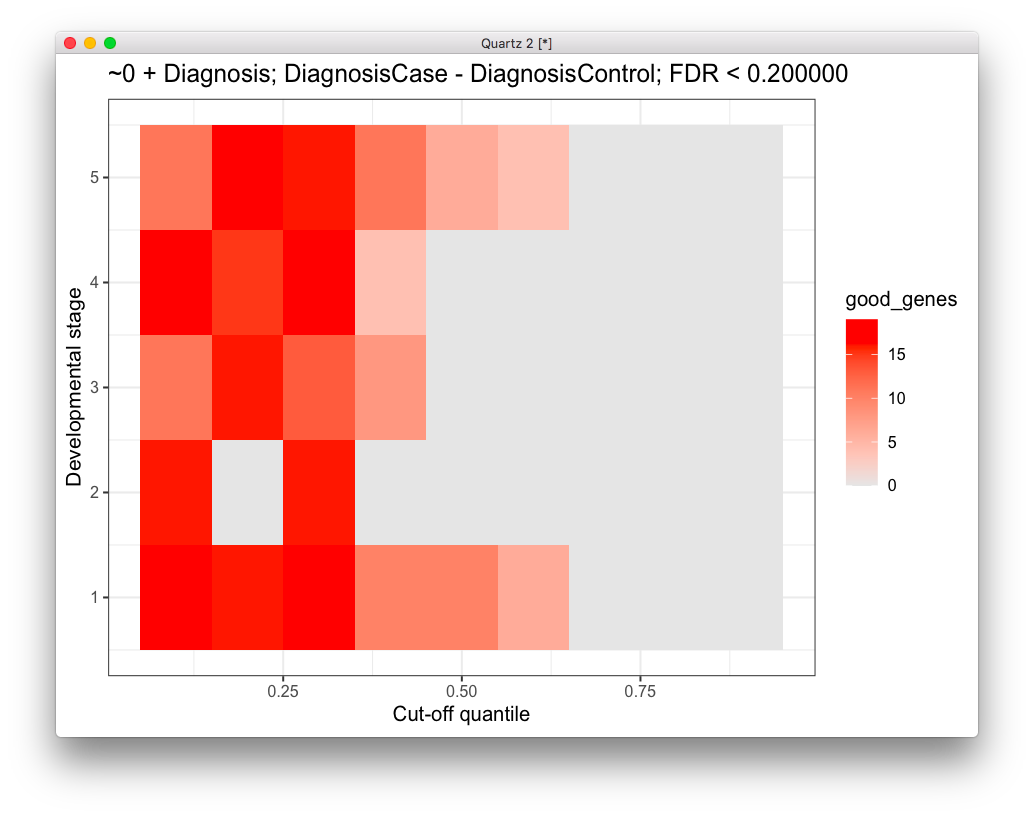 Quartz 2 [*]
~0 + Diagnosis; DiagnosisCase - DiagnosisControl; FDR < 0.200000
Developmental stage
5
4
3
2
1
0.25 0.50 0.75
Cut-off quantile
good_genes
15
10
5
0